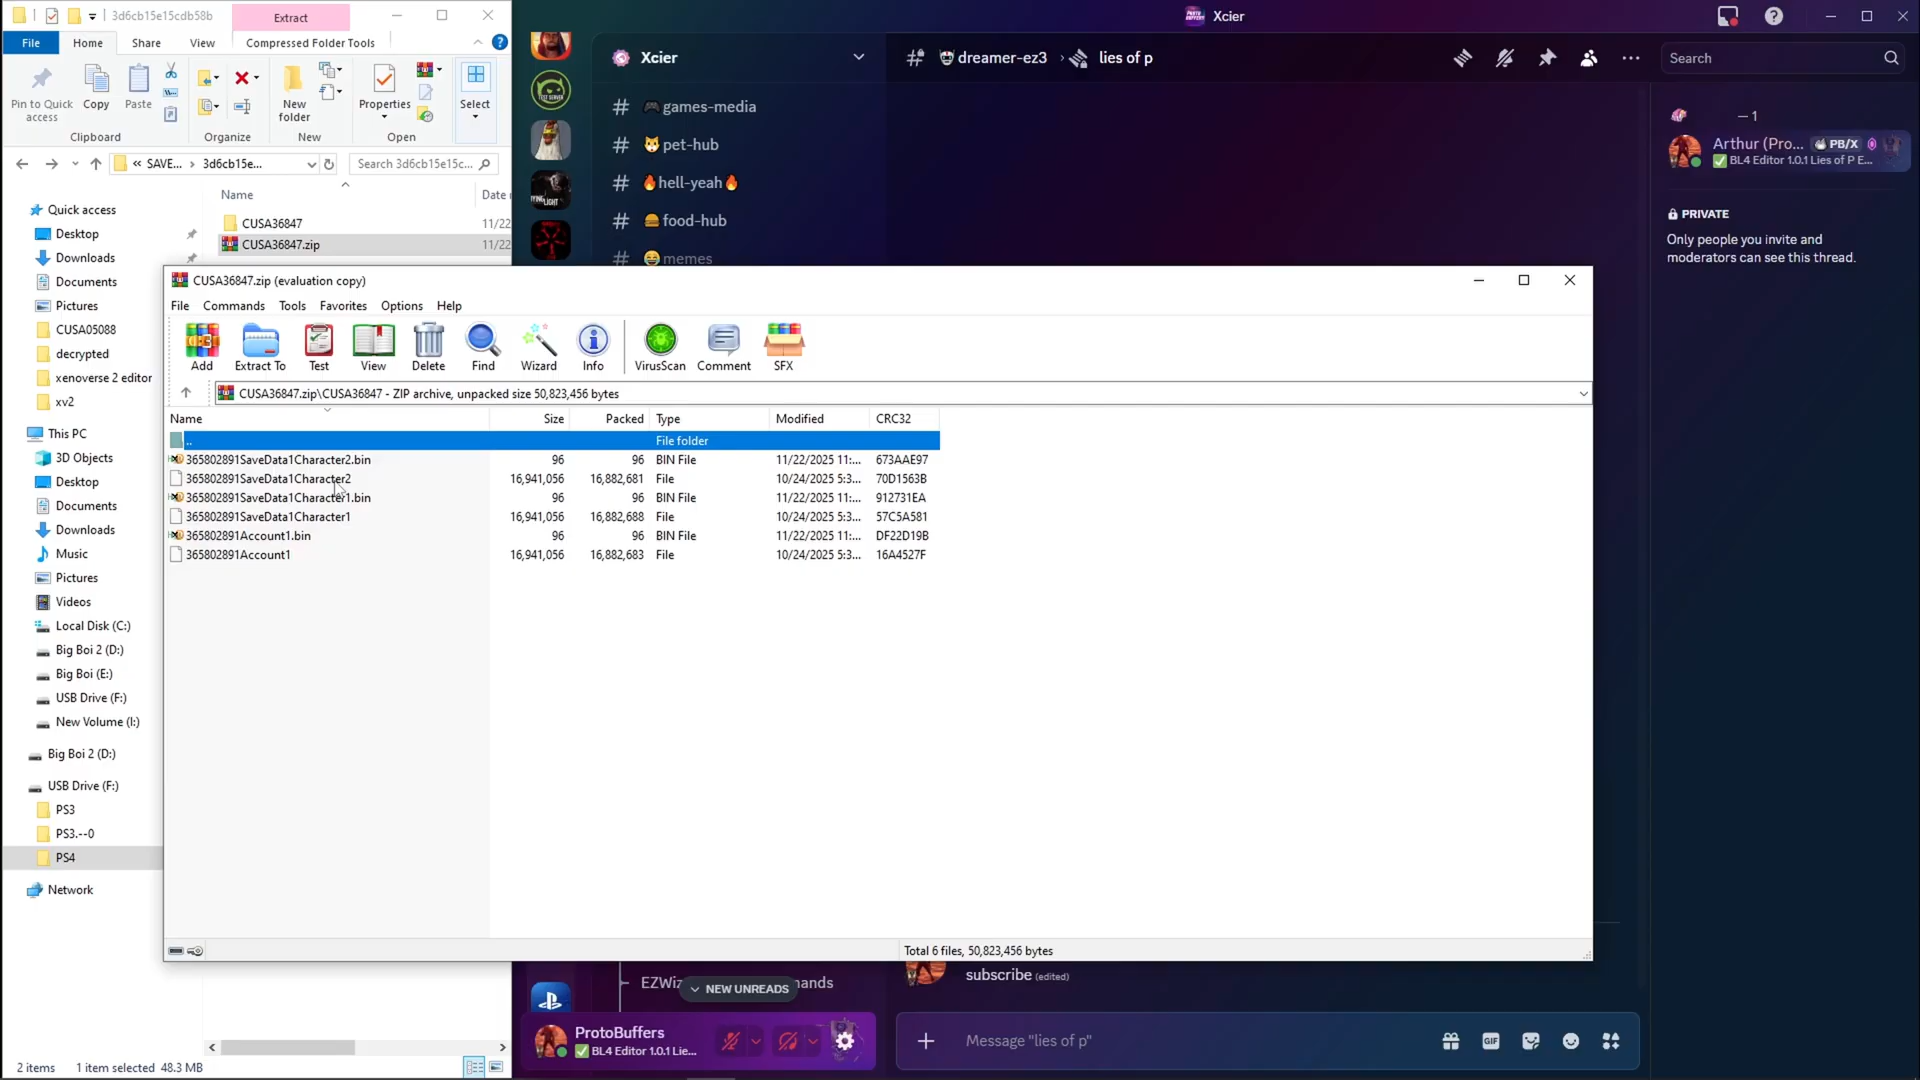 3d6cb15e15cdb58b
Extract
File
Home
Share
View
Compressed Folder Tools
Pin to Quick access
Copy
Paste
New folder
Properties
Select
Clipboard
Organize
New
Open
« SAVE... › 3d6cb15e...
Search 3d6cb15e15c...
Name
Date
CUSA36847
11/22
CUSA36847.zip
11/22
Quick access
Desktop
Downloads
Documents
Pictures
CUSA05088
decrypted
xenoverse 2 editor
xv2
This PC
3D Objects
Desktop
Documents
Downloads
Music
Pictures
Videos
Local Disk (C:)
Big Boi 2 (D:)
Big Boi (E:)
USB Drive (F:)
New Volume (I:)
Big Boi 2 (D:)
USB Drive (F:)
PS3
PS3.--0
PS4
Network
2 items 1 item selected 48.3 MB
Xcier
Xcier
# dreamer-ez3 › lies of p
Search
# games-media
# pet-hub
# hell-yeah
# food-hub
# memes
TEST SERVER
— 1
Arthur (Pro... PB/X
BL4 Editor 1.0.1 Lies of P E...
PRIVATE
Only people you invite and
moderators can see this thread.
CUSA36847.zip (evaluation copy)
File Commands Tools Favorites Options Help
Add Extract To Test View Delete Find Wizard Info VirusScan Comment SFX
CUSA36847.zip\CUSA36847 - ZIP archive, unpacked size 50,823,456 bytes
Name Size Packed Type Modified CRC32
.. File folder
365802891SaveData1Character2.bin 96 96 BIN File 11/22/2025 11:... 673AAE97
365802891SaveData1Character2 16,941,056 16,882,681 File 10/24/2025 5:3... 70D1563B
365802891SaveData1Character1.bin 96 96 BIN File 11/22/2025 11:... 912731EA
365802891SaveData1Character1 16,941,056 16,882,688 File 10/24/2025 5:3... 57C5A581
365802891Account1.bin 96 96 BIN File 11/22/2025 11:... DF22D19B
365802891Account1 16,941,056 16,882,683 File 10/24/2025 5:3... 16A4527F
Total 6 files, 50,823,456 bytes
EZWiz
NEW UNREADS
subscribe (edited)
ProtoBuffers
BL4 Editor 1.0.1 Lie...
Message "lies of p"
GIF